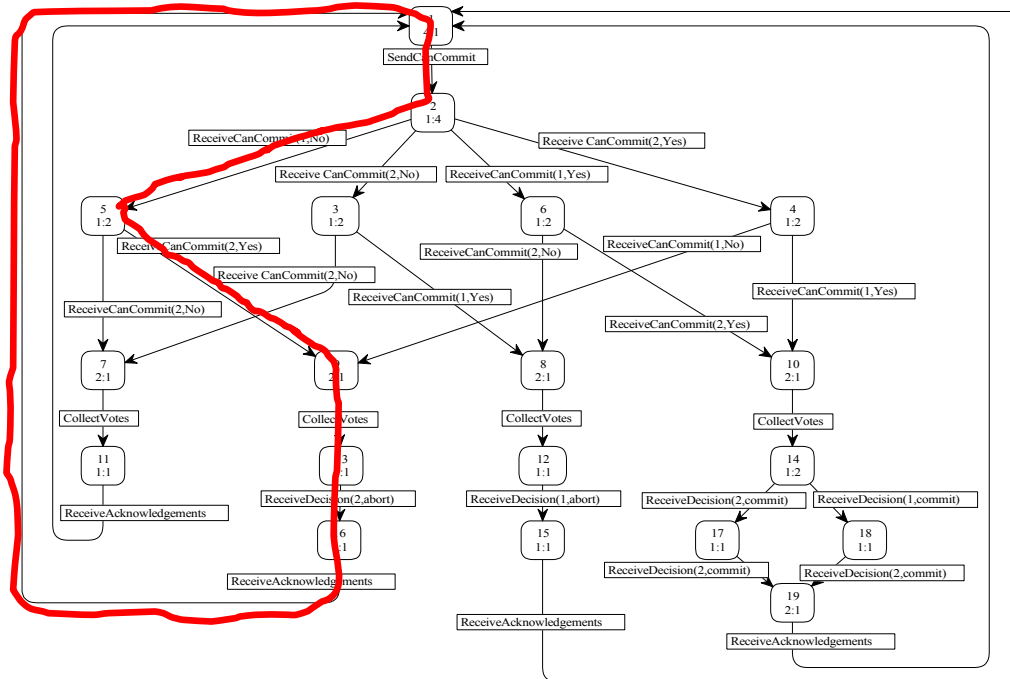 4:1
SendCanCommit
2
1:4
ReceiveCanCommit(1,No)
Receive CanCommit(2,Yes)
Receive CanCommit(2,No)
ReceiveCanCommit(1,Yes)
5
1:2
3
1:2
6
1:2
4
1:2
ReceiveCanCommit(2,Yes)
ReceiveCanCommit(2,No)
ReceiveCanCommit(1,No)
Receive CanCommit(2,No)
ReceiveCanCommit(1,Yes)
ReceiveCanCommit(1,Yes)
ReceiveCanCommit(2,No)
ReceiveCanCommit(2,Yes)
7
2:1
2:1
8
2:1
10
2:1
CollectVotes
CollectVotes
CollectVotes
CollectVotes
11
1:1
12
1:1
14
1:2
ReceiveDecision(2,abort)
ReceiveDecision(1,abort)
ReceiveDecision(2,commit)
ReceiveDecision(1,commit)
ReceiveAcknowledgements
16
1:1
15
1:1
17
1:1
18
1:1
ReceiveDecision(2,commit)
ReceiveDecision(2,commit)
ReceiveAcknowledgements
19
2:1
ReceiveAcknowledgements
ReceiveAcknowledgements